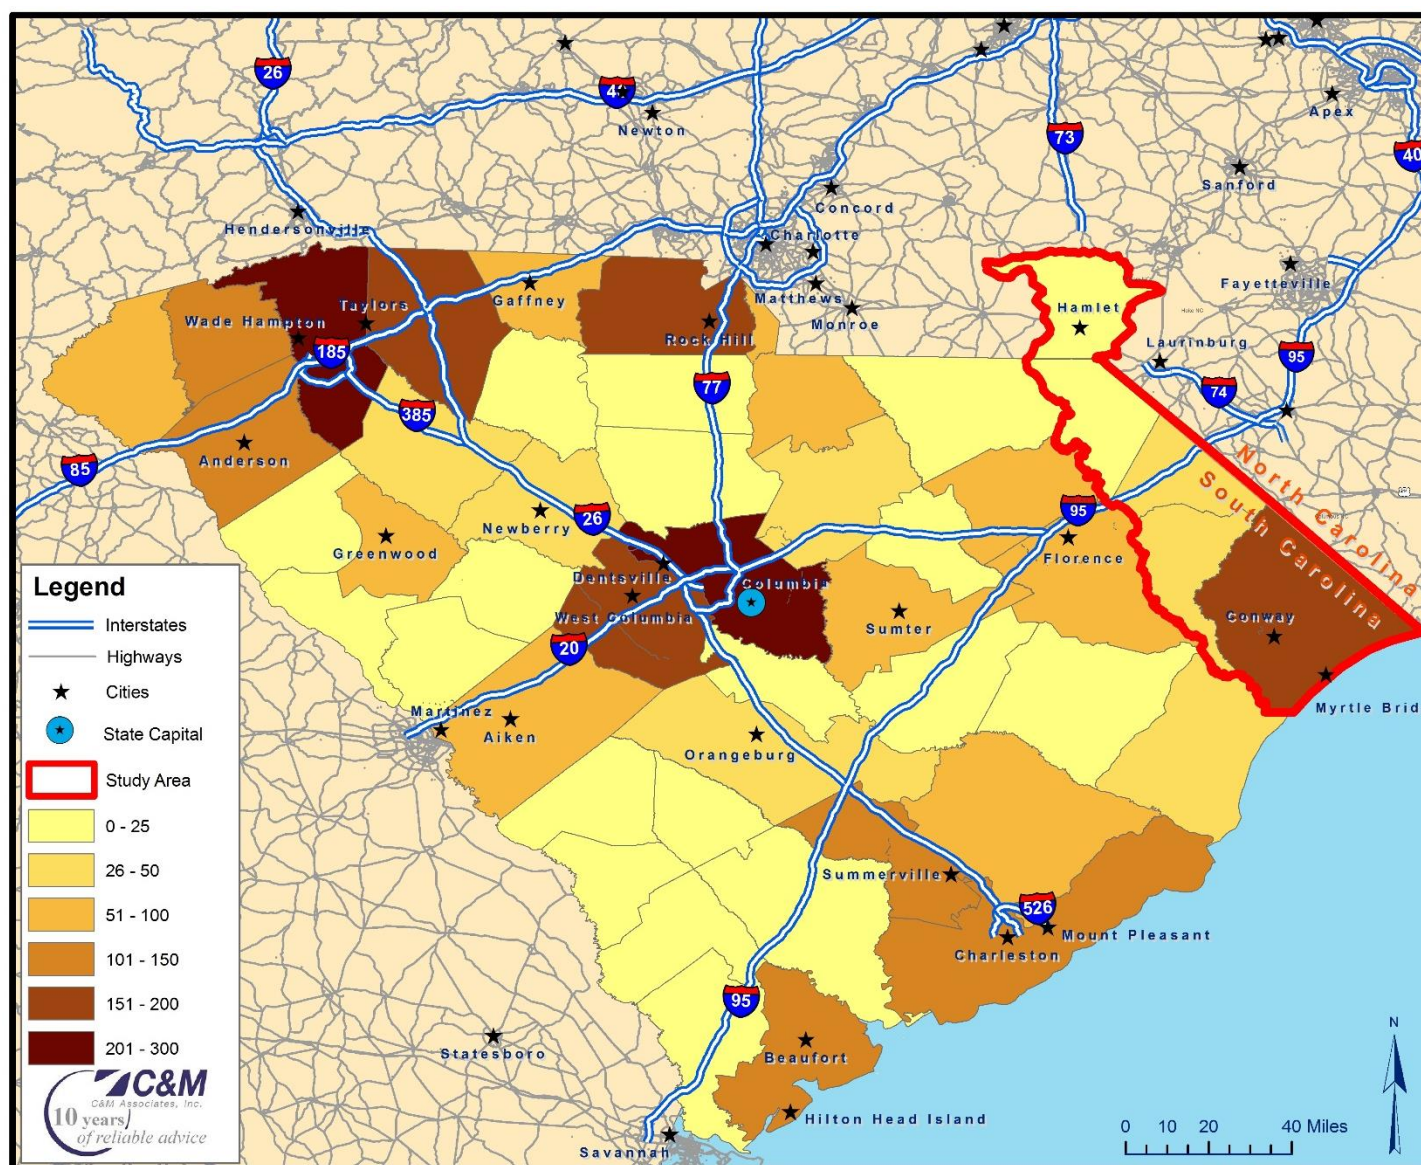 26
Newton
73
Apex
40
Sanford
Concord
Hendersonville
Charlotte
Fayetteville
Taylors
Gaffney
Matthews
Hamlet
Wade Hampton
Monroe
Rock Hill
Laurinburg
185
95
77
74
385
85
Anderson
North Carolina
South Carolina
Newberry
26
95
Greenwood
Florence
Dentsville
Columbia
West Columbia
Sumter
Conway
20
Martinez
Aiken
Myrtle Brid
Orangeburg
Summerville
526
Mount Pleasant
Charleston
95
Statesboro
Beaufort
Hilton Head Island
Savannah
Legend
Interstates
Highways
Cities
State Capital
Study Area
0 - 25
26 - 50
51 - 100
101 - 150
151 - 200
201 - 300
C&M
C&M Associates, Inc.
10 years
of reliable advice
N
0 10 20 40 Miles